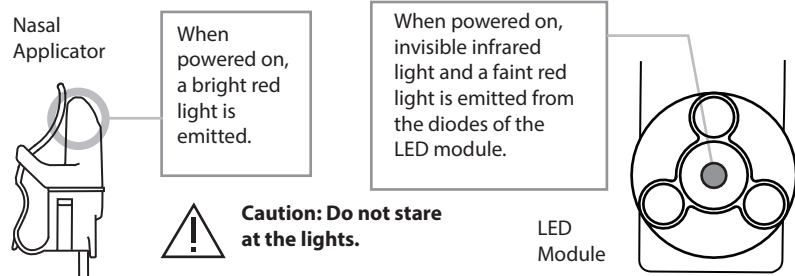 Nasal
Applicator
When
powered on,
a bright red
light is
emitted.
When powered on,
invisible infrared
light and a faint red
light is emitted from
the diodes of the
LED module.
Caution: Do not stare
at the lights.
LED
Module